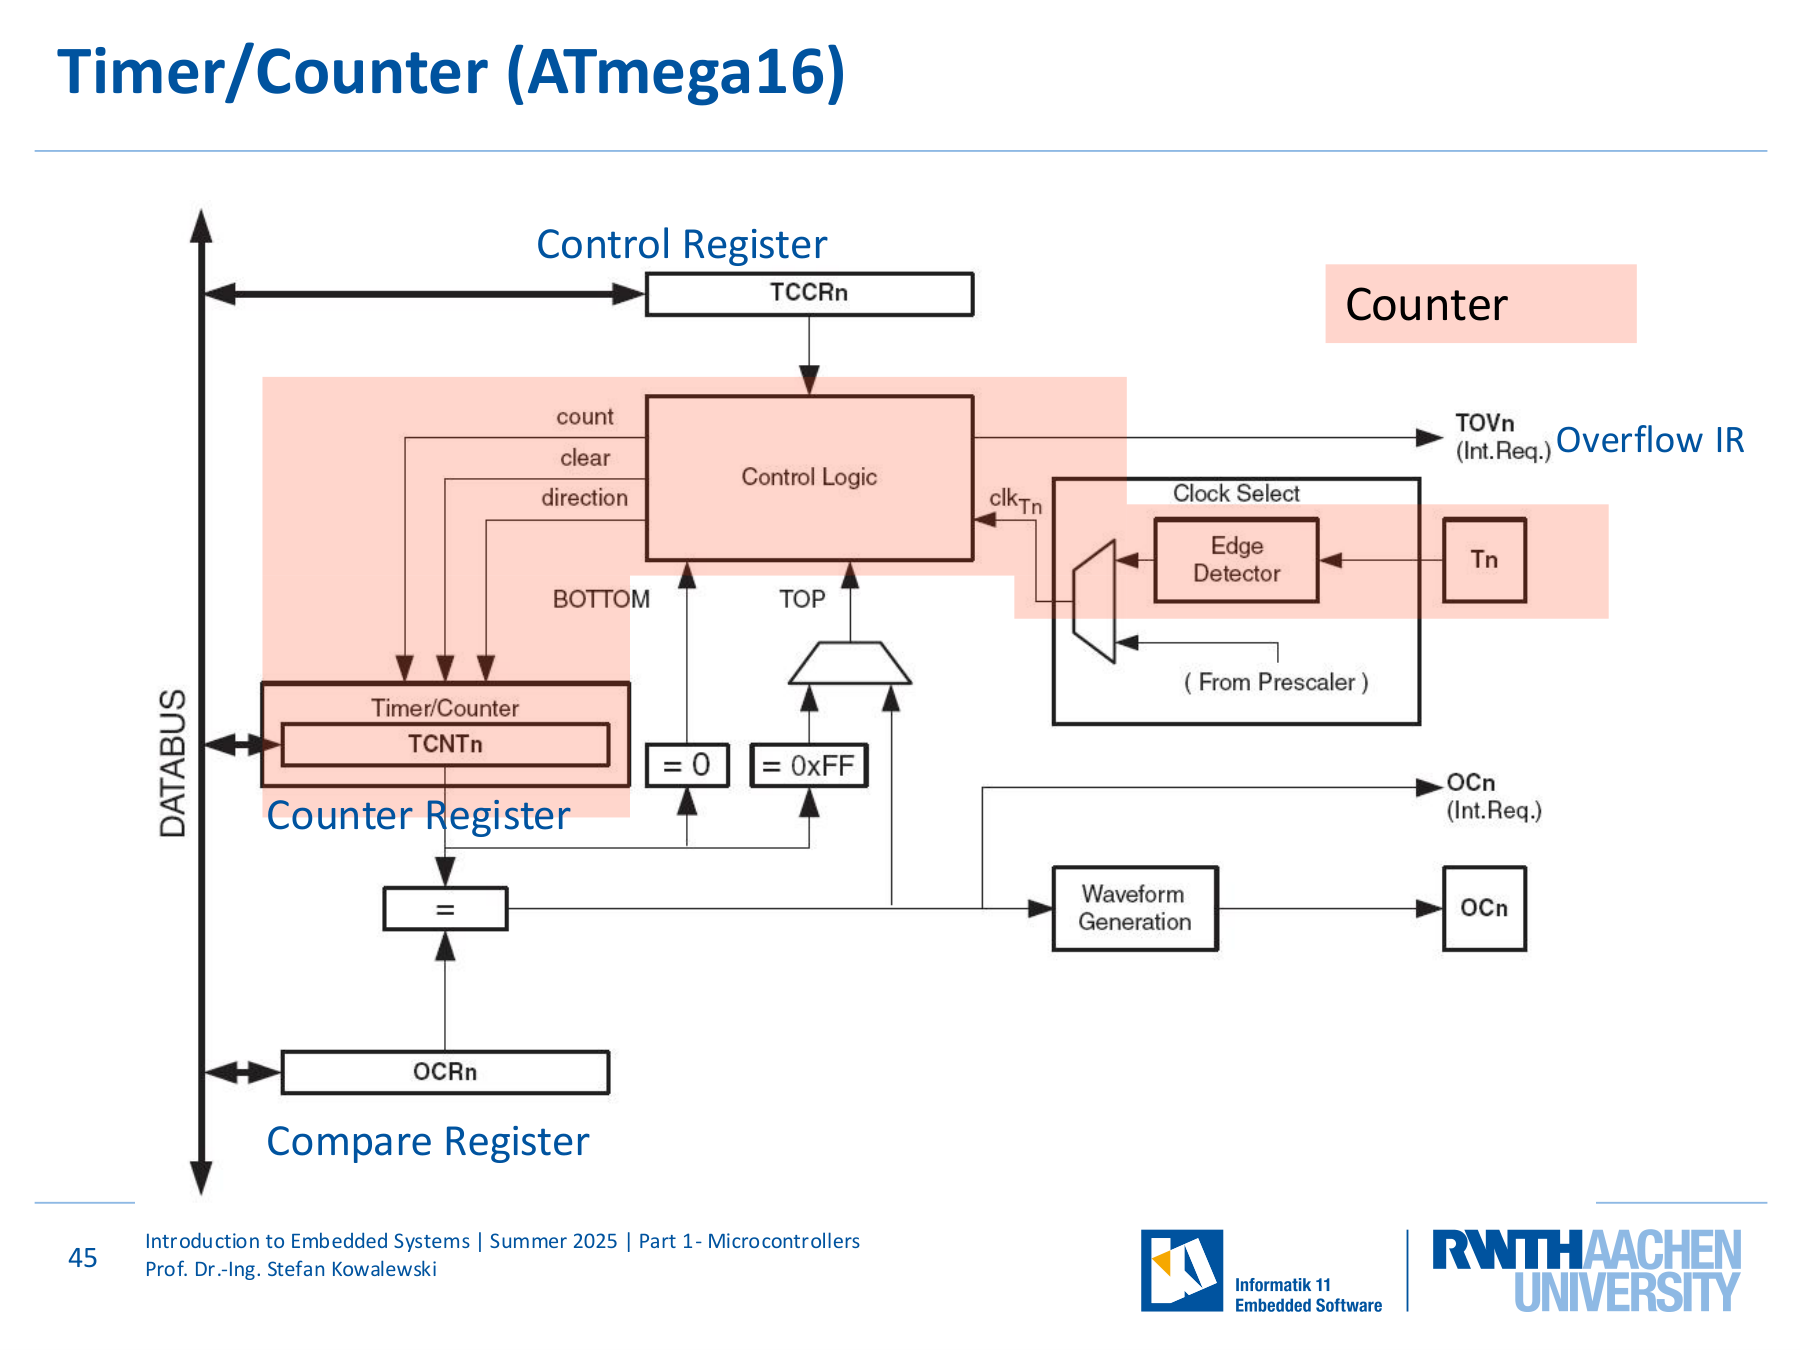 Timer/Counter (ATmega16)
Control Register
TCCRn
Counter
count
clear
direction
Control Logic
clkTn
TOVn
(Int.Req.)
Overflow IR
Clock Select
Edge
Detector
Tn
BOTTOM
TOP
( From Prescaler )
DATABUS
Timer/Counter
TCNTn
= 0
= 0xFF
Counter Register
OCn
(Int.Req.)
=
Waveform
Generation
OCn
OCRn
Compare Register
45
Introduction to Embedded Systems | Summer 2025 | Part 1- Microcontrollers
Prof. Dr.-Ing. Stefan Kowalewski
Informatik 11
Embedded Software
RWTHAACHEN
UNIVERSITY